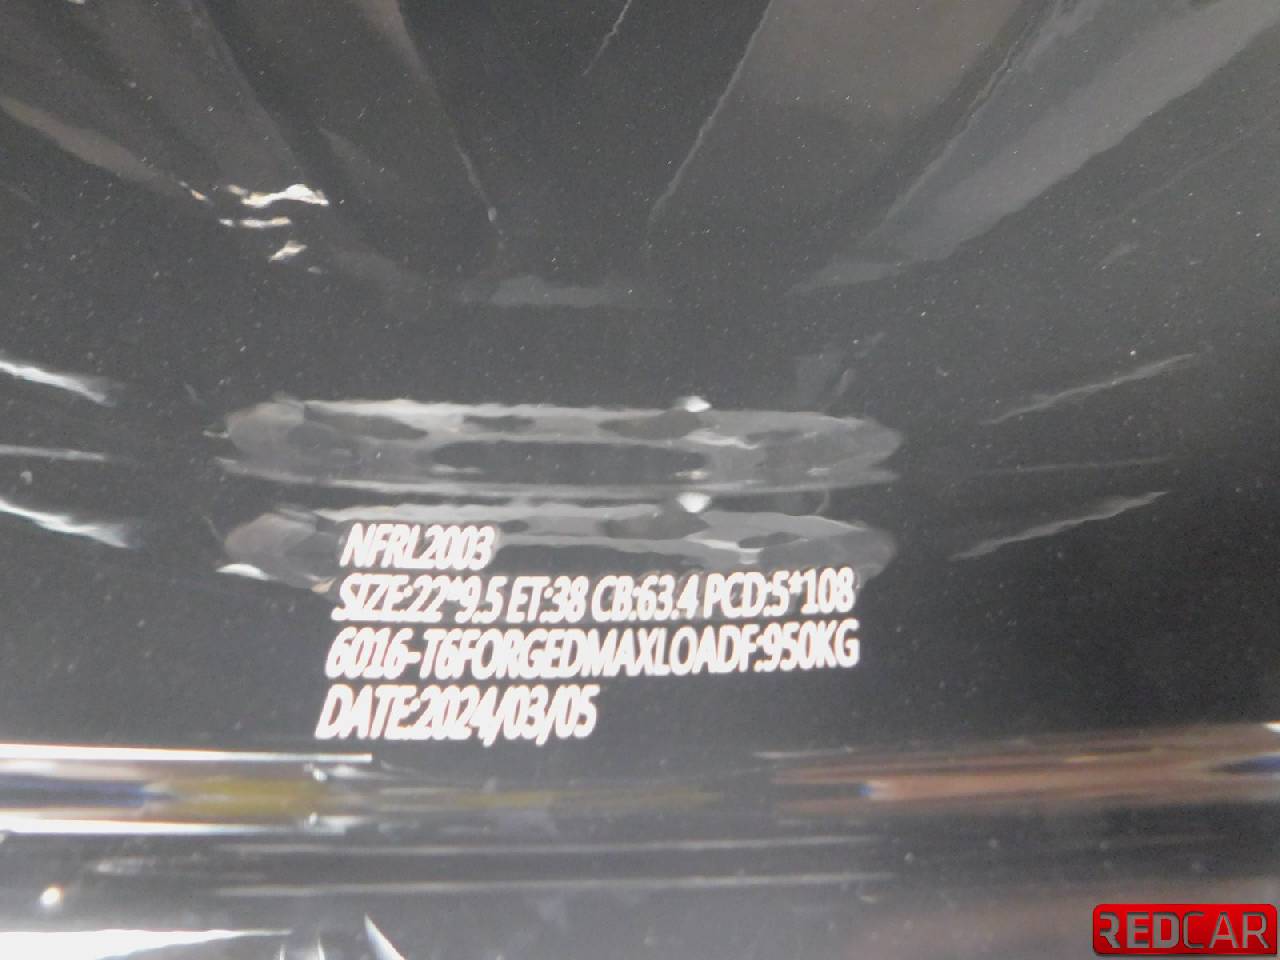 NFRL2003
SIZE:22*9.5 ET:38 CB:63.4 PCD:5*108
6016-T6FORGEDMAXLOADF:950KG
DATE:2024/03/05
REDCAR